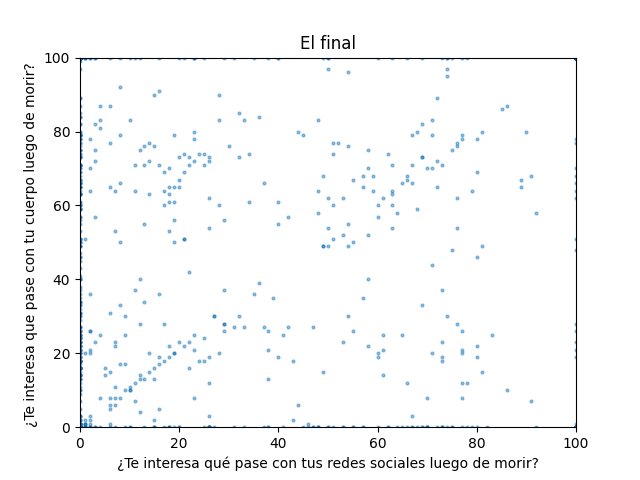 El final
100
80
60
40
20
0
¿Te interesa que pase con tu cuerpo luego de morir?
0 20 40 60 80 100
¿Te interesa qué pase con tus redes sociales luego de morir?